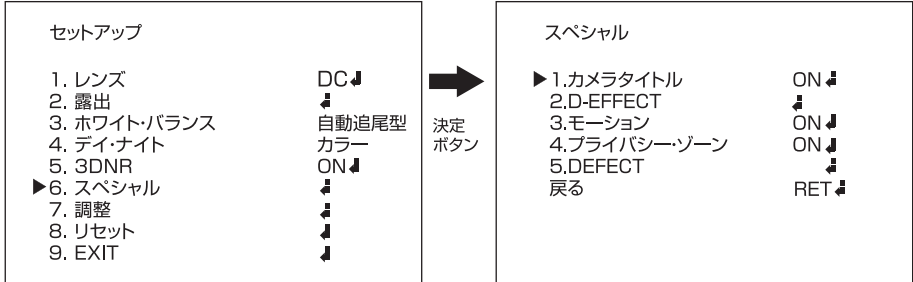 セットアップ
1. レンズ DC↲
2. 露出 ↲
3. ホワイト・バランス 自動追尾型
4. デイ・ナイト カラー
5. 3DNR ON↲
▶6. スペシャル ↲
7. 調整 ↲
8. リセット ↲
9. EXIT ↲
決定
ボタン
スペシャル
▶1.カメラタイトル ON↲
2.D-EFFECT ↲
3.モーション ON↲
4.プライバシー・ゾーン ON↲
5.DEFECT ↲
戻る RET↲